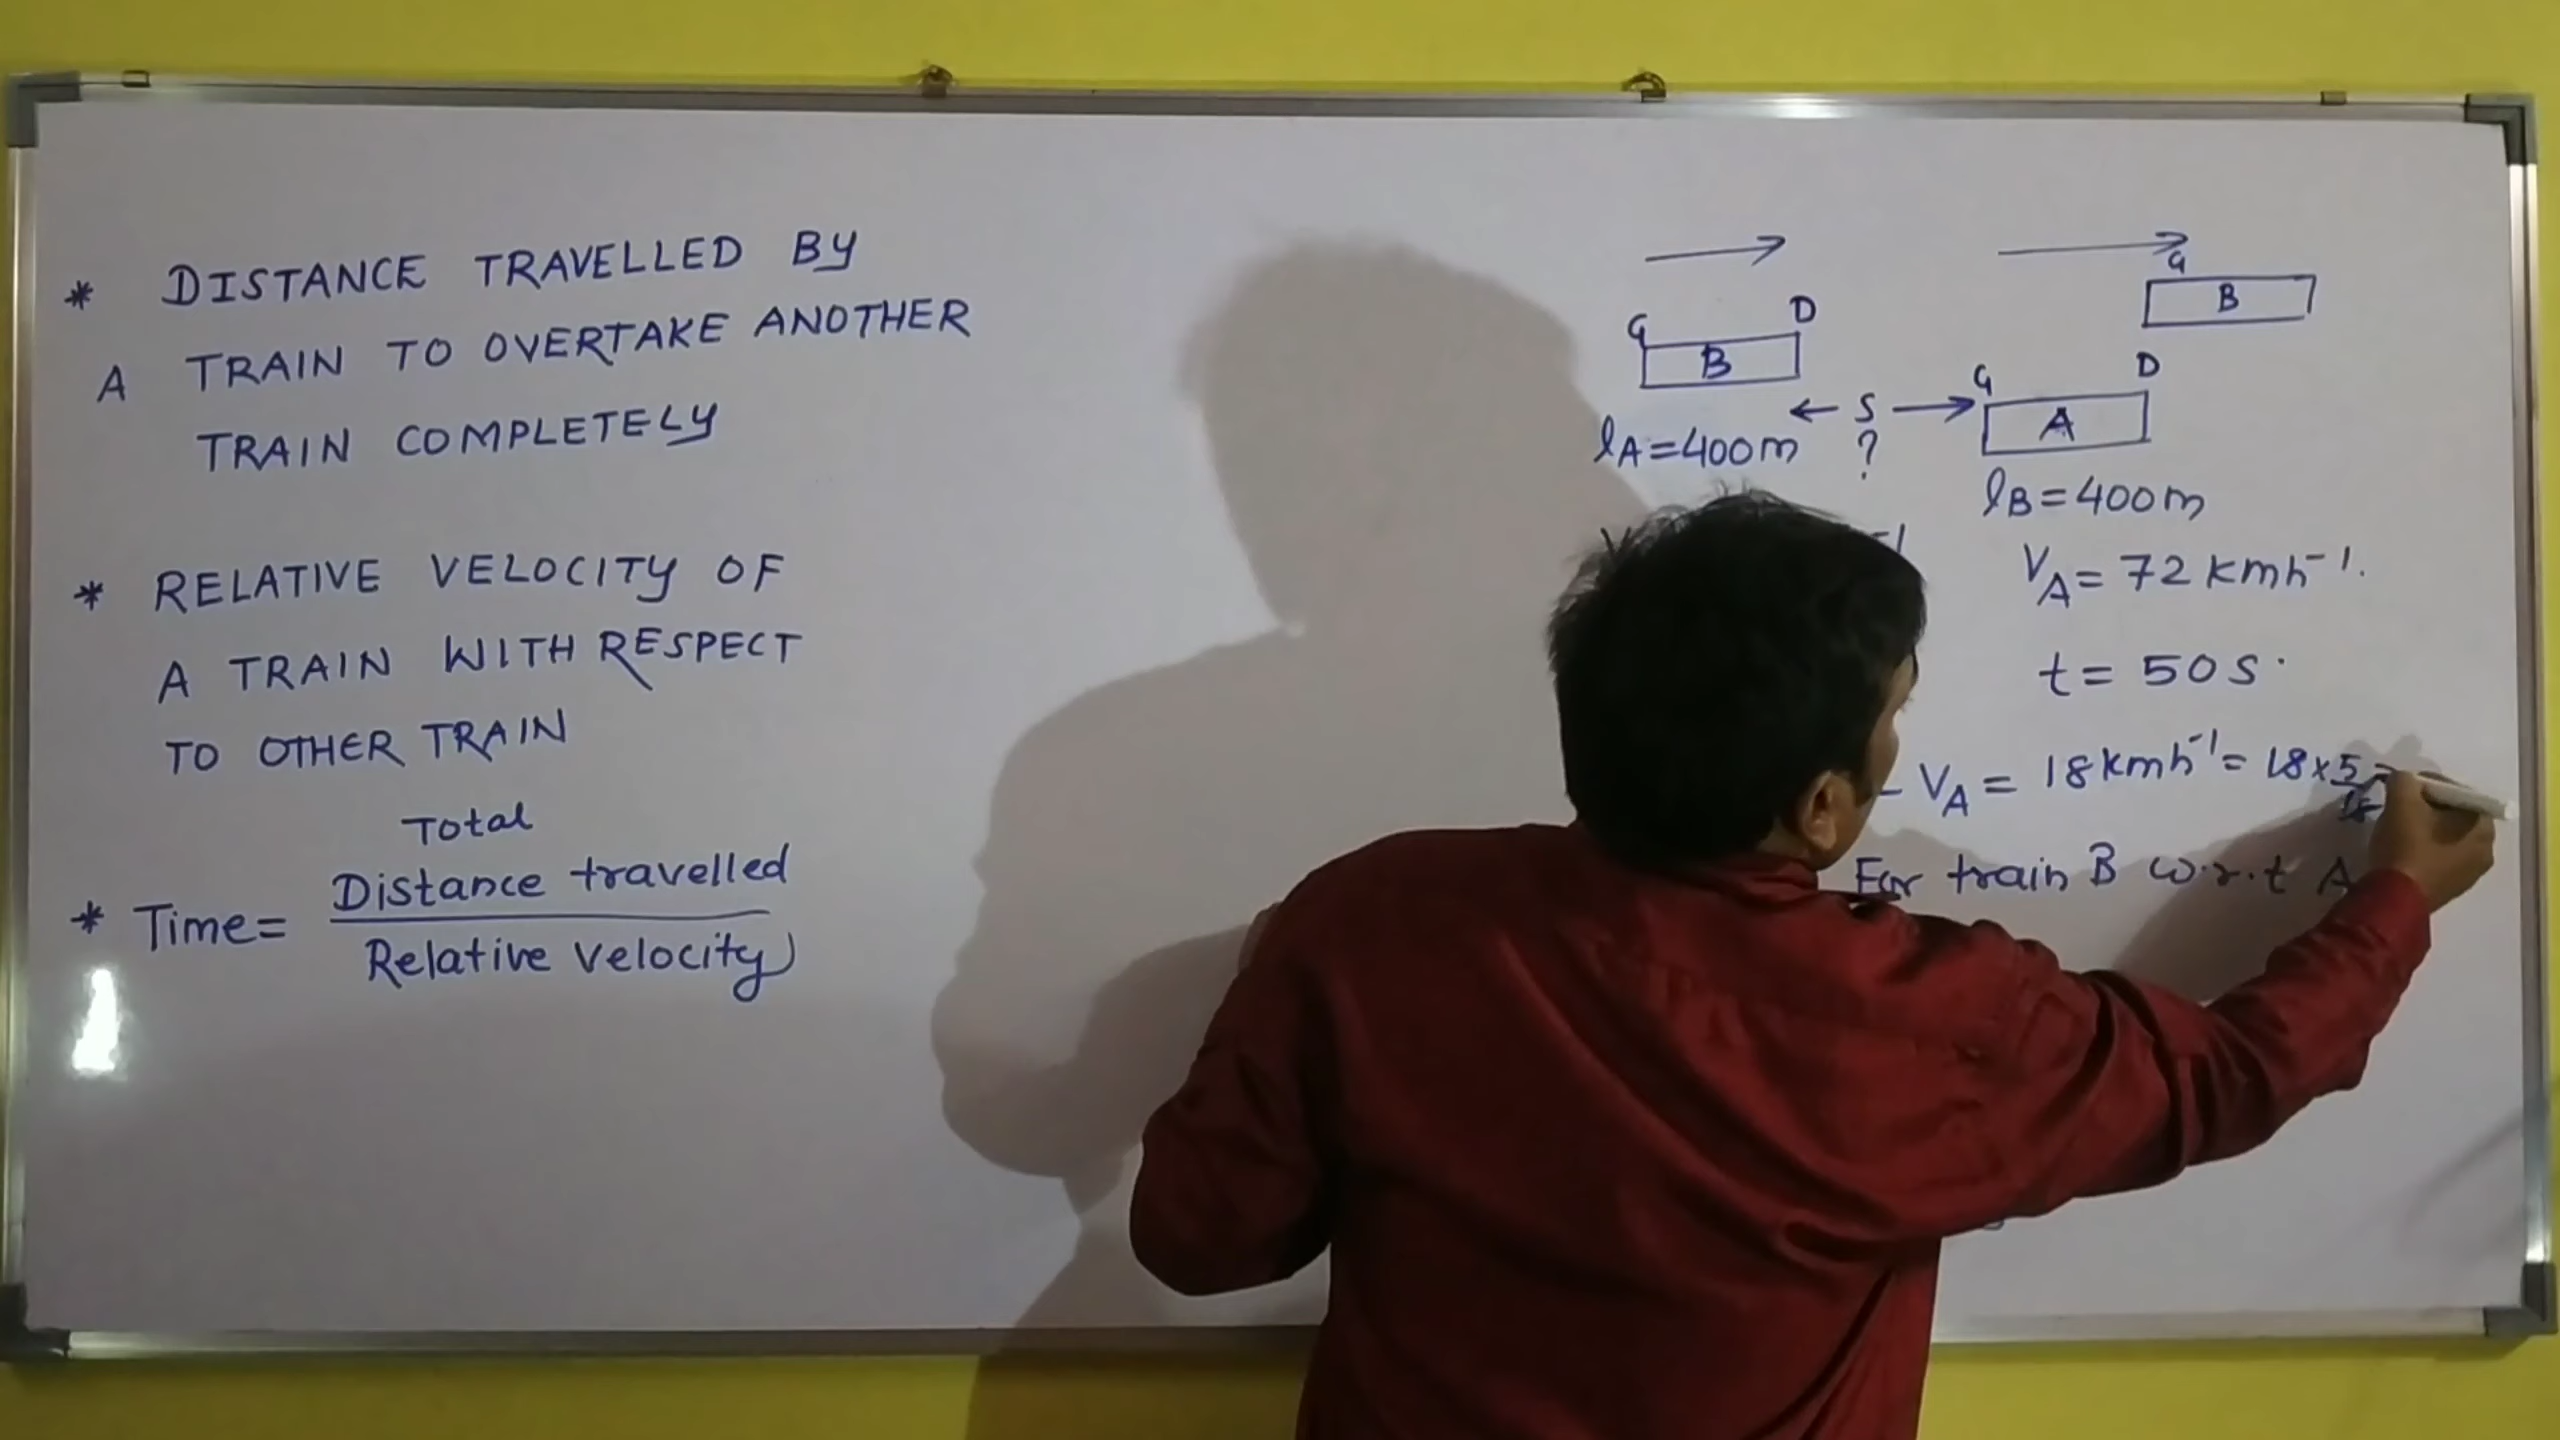 * DISTANCE TRAVELLED BY
A TRAIN TO OVERTAKE ANOTHER
TRAIN COMPLETELY
* RELATIVE VELOCITY OF
A TRAIN WITH RESPECT
TO OTHER TRAIN
Total
* Time = Distance travelled
Relative velocity
G D
B
lA = 400m
← S →
?
G
B
G D
A
lB = 400m
VA = 72 kmh-1.
t = 50 s.
- VA = 18 kmh-1 = 18 × 5
For train B w.r.t A